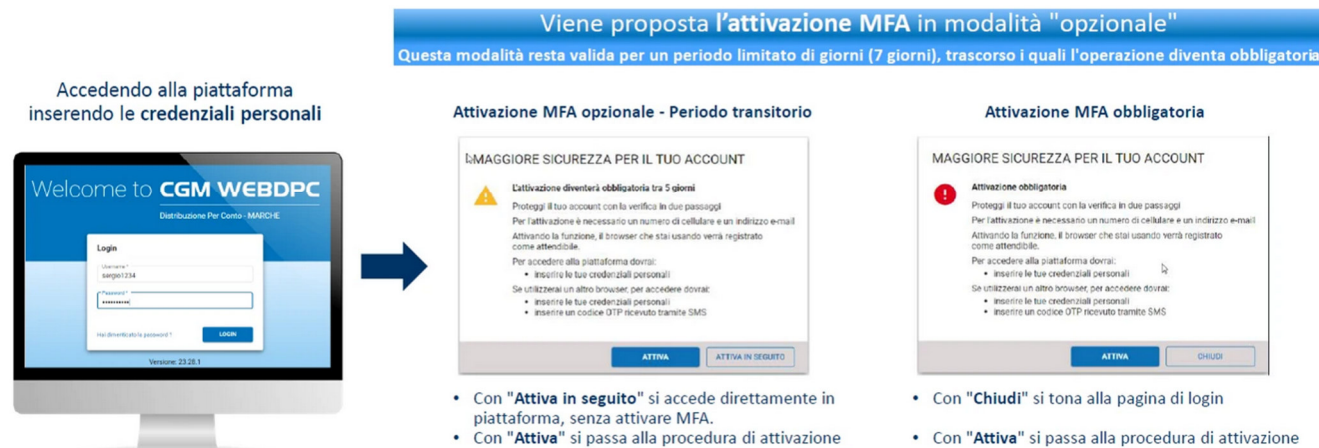 Viene proposta l'attivazione MFA in modalità "opzionale"
Questa modalità resta valida per un periodo limitato di giorni (7 giorni), trascorso i quali l'operazione diventa obbligatoria
Accedendo alla piattaforma
inserendo le credenziali personali
Welcome to CGM WEBDPC
Distribuzione Per Conto - MARCHE
Login
Username *
sergio1234
Password *
Hai dimenticato la password ?
LOGIN
Versione: 23.28.1
Attivazione MFA opzionale - Periodo transitorio
MAGGIORE SICUREZZA PER IL TUO ACCOUNT
L'attivazione diventerà obbligatoria tra 5 giorni
Proteggi il tuo account con la verifica in due passaggi
Per l'attivazione è necessario un numero di cellulare e un indirizzo e-mail
Attivando la funzione, il browser che stai usando verrà registrato
come attendibile.
Per accedere alla piattaforma dovrai:
• inserire le tue credenziali personali
Se utilizzerai un altro browser, per accedere dovrai:
• inserire le tue credenziali personali
• inserire un codice OTP ricevuto tramite SMS
ATTIVA
ATTIVA IN SEGUITO
• Con "Attiva in seguito" si accede direttamente in
piattaforma, senza attivare MFA.
• Con "Attiva" si passa alla procedura di attivazione
Attivazione MFA obbligatoria
MAGGIORE SICUREZZA PER IL TUO ACCOUNT
Attivazione obbligatoria
Proteggi il tuo account con la verifica in due passaggi
Per l'attivazione è necessario un numero di cellulare e un indirizzo e-mail
Attivando la funzione, il browser che stai usando verrà registrato
come attendibile.
Per accedere alla piattaforma dovrai:
• inserire le tue credenziali personali
Se utilizzerai un altro browser, per accedere dovrai:
• inserire le tue credenziali personali
• inserire un codice OTP ricevuto tramite SMS
ATTIVA
CHIUDI
• Con "Chiudi" si tona alla pagina di login
• Con "Attiva" si passa alla procedura di attivazione